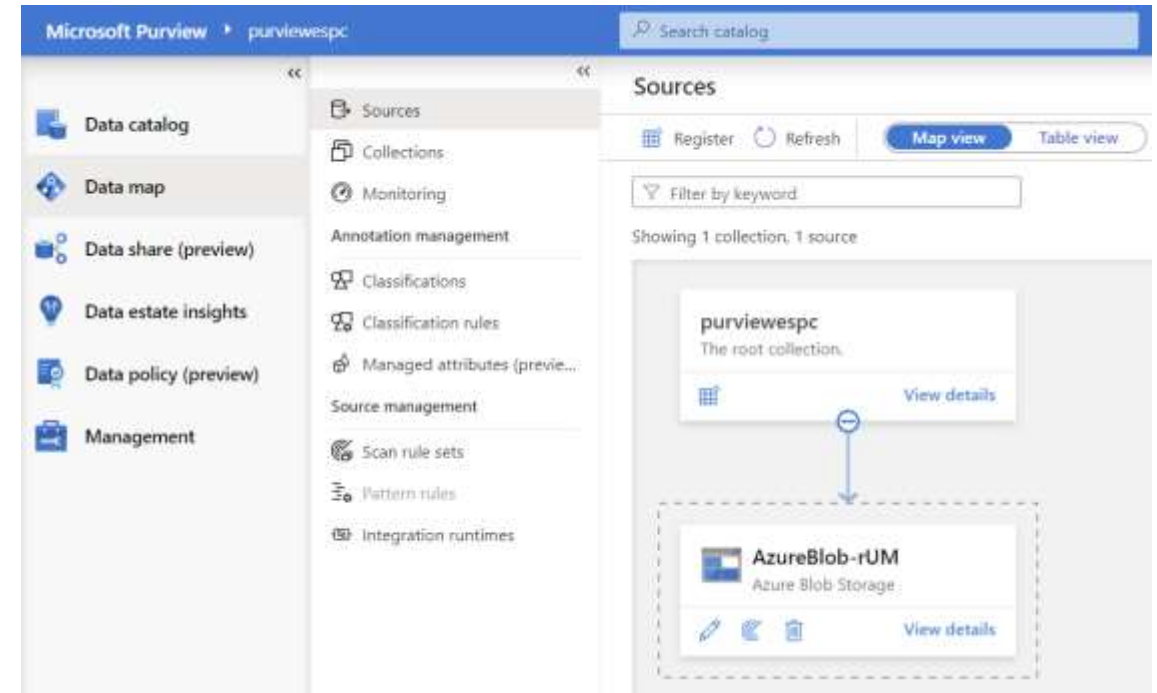 Microsoft Purview ▸ purviewespc
Search catalog
Data catalog
Data map
Data share (preview)
Data estate insights
Data policy (preview)
Management
Sources
Collections
Monitoring
Annotation management
Classifications
Classification rules
Managed attributes (previe...
Source management
Scan rule sets
Pattern rules
Integration runtimes
Sources
Register Refresh Map view Table view
Filter by keyword
Showing 1 collection, 1 source
purviewespc
The root collection.
View details
AzureBlob-rUM
Azure Blob Storage
View details